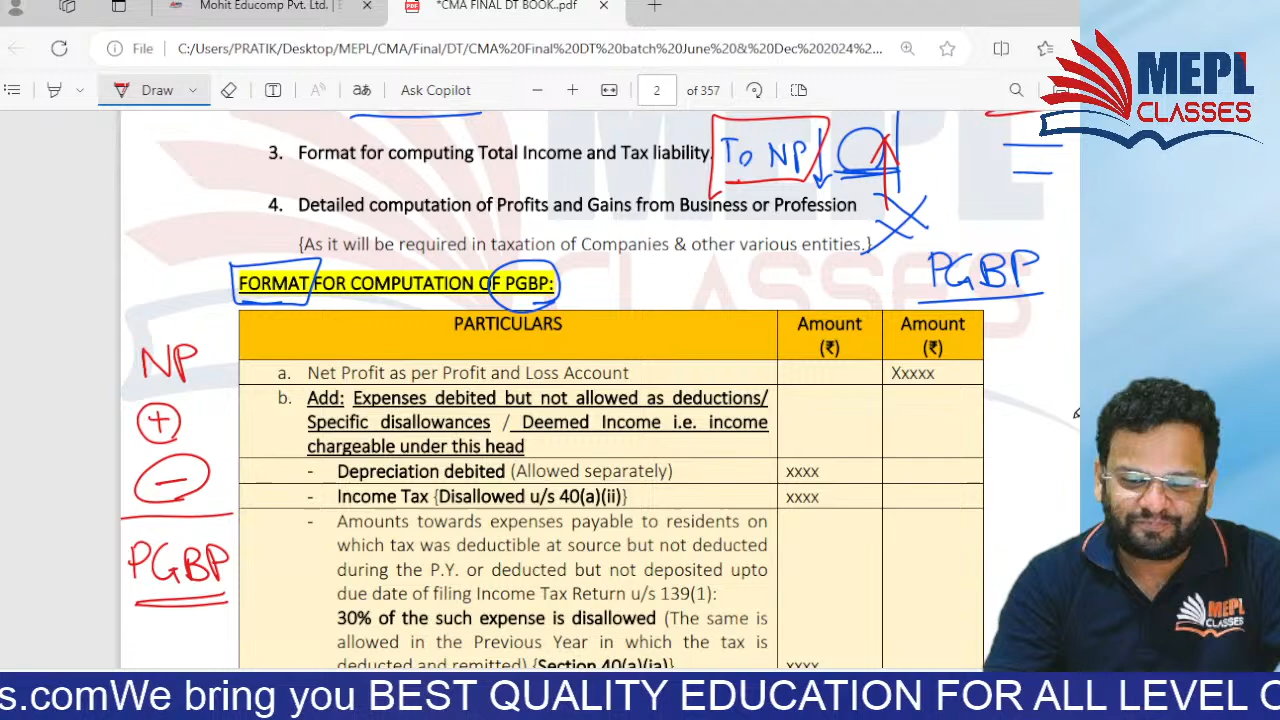 Mohit Educomp Pvt. Ltd. |
*CMA FINAL DT BOOK..pdf
File
C:/Users/PRATIK/Desktop/MEPL/CMA/Final/DT/CMA%20Final%20DT%20batch%20June%20&%20Dec%202024%2...
Draw
Ask Copilot
2 of 357
MEPL
CLASSES
3. Format for computing Total Income and Tax liability.
To NP
4. Detailed computation of Profits and Gains from Business or Profession
{As it will be required in taxation of Companies & other various entities.}
PGBP
FORMAT FOR COMPUTATION OF PGBP:
PARTICULARS
Amount (₹)
Amount (₹)
NP
+
−
PGBP
a. Net Profit as per Profit and Loss Account
Xxxxx
b. Add: Expenses debited but not allowed as deductions/
Specific disallowances / Deemed Income i.e. income
chargeable under this head
- Depreciation debited (Allowed separately) xxxx
- Income Tax {Disallowed u/s 40(a)(ii)} xxxx
- Amounts towards expenses payable to residents on
which tax was deductible at source but not deducted
during the P.Y. or deducted but not deposited upto
due date of filing Income Tax Return u/s 139(1):
30% of the such expense is disallowed (The same is
allowed in the Previous Year in which the tax is
deducted and remitted) {Section 40(a)(ia)} xxxx
MEPL
CLASSES
s.comWe bring you BEST QUALITY EDUCATION FOR ALL LEVEL